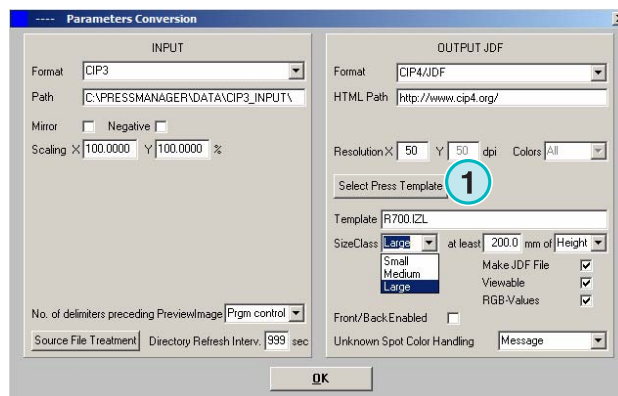 ---- Parameters Conversion
INPUT
Format CIP3
Path C:\PRESSMANAGER\DATA\CIP3_INPUT\
Mirror Negative
Scaling X 100.0000 Y 100.0000 %
No. of delimiters preceding PreviewImage Prgm control
Source File Treatment Directory Refresh Interv. 999 sec
OUTPUT JDF
Format CIP4/JDF
HTML Path http://www.cip4.org/
Resolution X 50 Y 50 dpi Colors All
Select Press Template 1
Template R700.IZL
SizeClass Large at least 200.0 mm of Height
Small
Medium
Large
Make JDF File
Viewable
RGB-Values
Front/Back Enabled
Unknown Spot Color Handling Message
OK